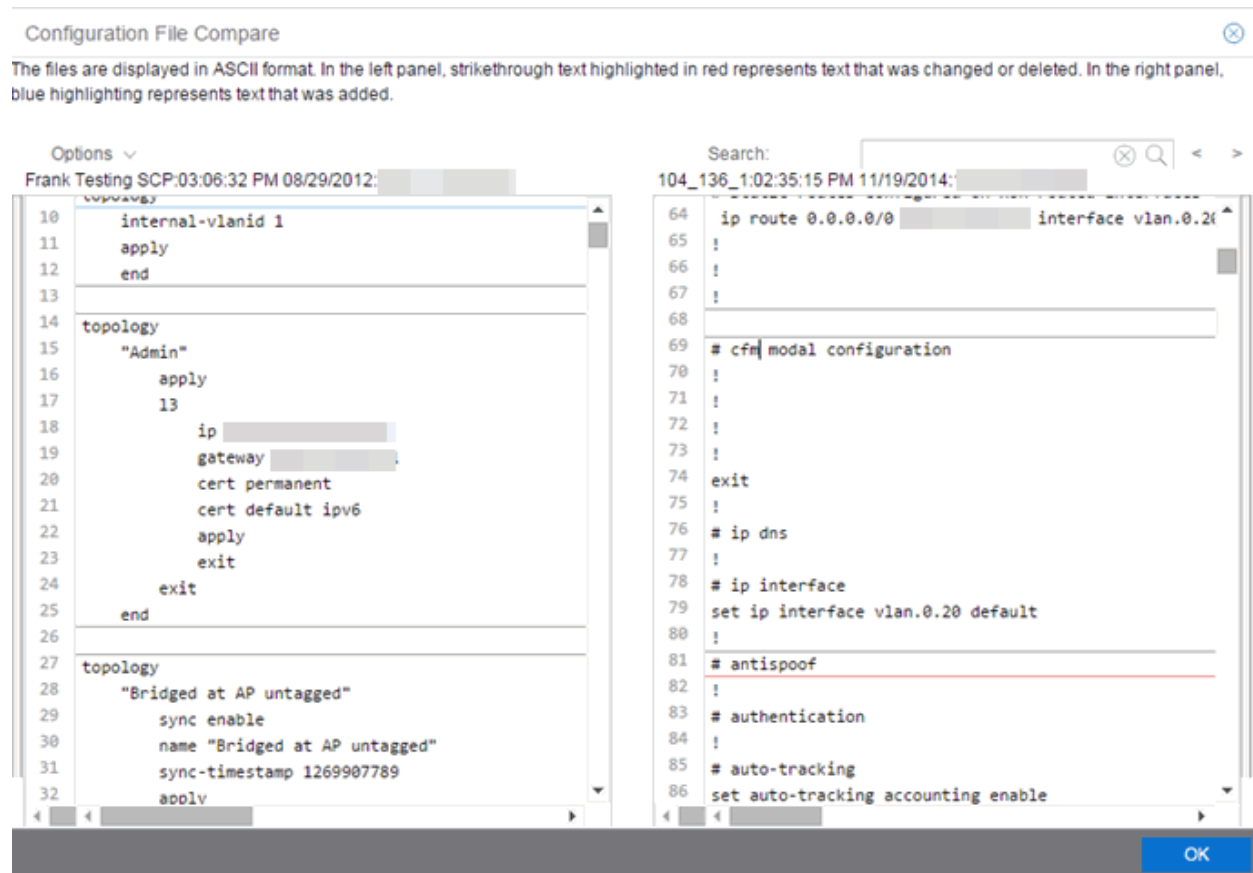 Configuration File Compare
The files are displayed in ASCII format. In the left panel, strikethrough text highlighted in red represents text that was changed or deleted. In the right panel,
blue highlighting represents text that was added.
Options
Search:
< >
Frank Testing SCP:03:06:32 PM 08/29/2012:
topology
10 internal-vlanid 1
11 apply
12 end
13
14 topology
15 "Admin"
16 apply
17 l3
18 ip
19 gateway
20 cert permanent
21 cert default ipv6
22 apply
23 exit
24 exit
25 end
26
27 topology
28 "Bridged at AP untagged"
29 sync enable
30 name "Bridged at AP untagged"
31 sync-timestamp 1269907789
32 apply
104_136_1:02:35:15 PM 11/19/2014:
64 ip route 0.0.0.0/0 interface vlan.0.20
65 !
66 !
67 !
68
69 # cfm modal configuration
70 !
71 !
72 !
73 !
74 exit
75 !
76 # ip dns
77 !
78 # ip interface
79 set ip interface vlan.0.20 default
80 !
81 # antispoof
82 !
83 # authentication
84 !
85 # auto-tracking
86 set auto-tracking accounting enable
OK